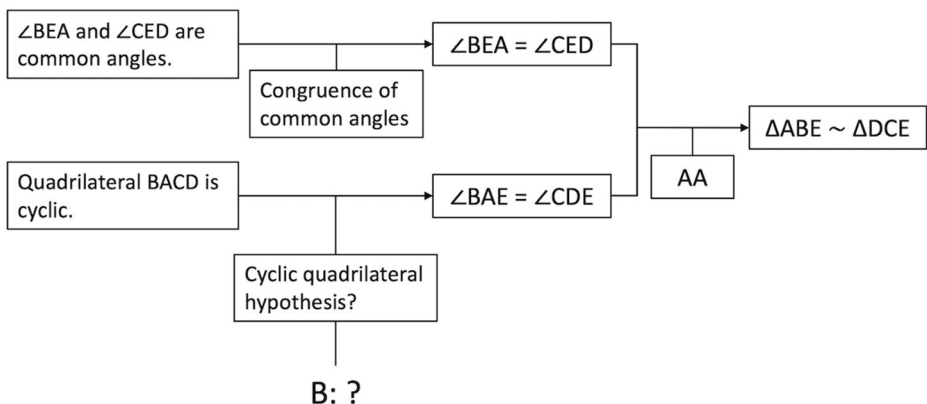 ∠BEA and ∠CED are
common angles.
∠BEA = ∠CED
Congruence of
common angles
ΔABE ~ ΔDCE
AA
Quadrilateral BACD is
cyclic.
∠BAE = ∠CDE
Cyclic quadrilateral
hypothesis?
B: ?